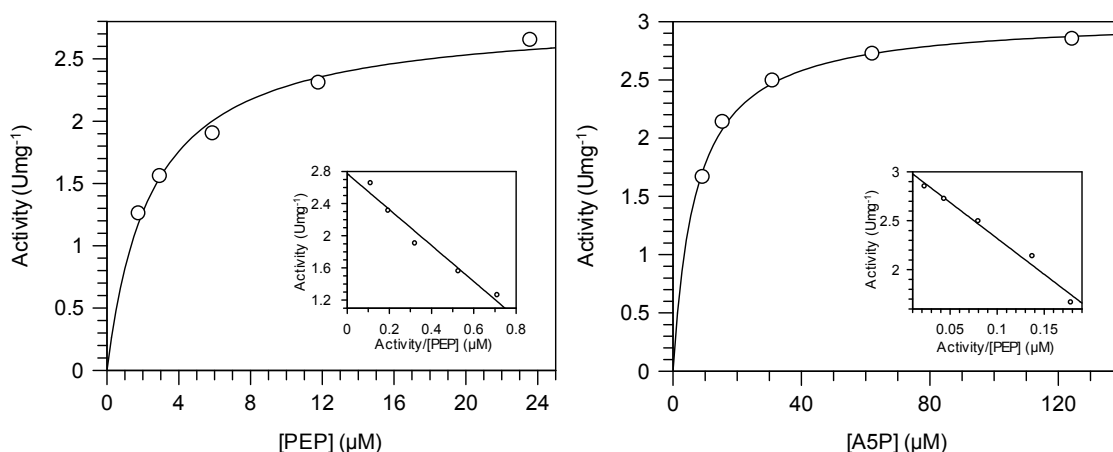 Activity (Umg-1)
2.5
2
1.5
1
0.5
0
0 4 8 12 16 20 24
[PEP] (µM)
Activity (Umg-1)
2.8
2.4
2
1.6
1.2
0 0.2 0.4 0.6 0.8
Activity/[PEP] (µM)
Activity (Umg-1)
3
2.5
2
1.5
1
0.5
0
0 40 80 120
[A5P] (µM)
Activity (Umg-1)
3
2.5
2
0.05 0.1 0.15
Activity/[PEP] (µM)